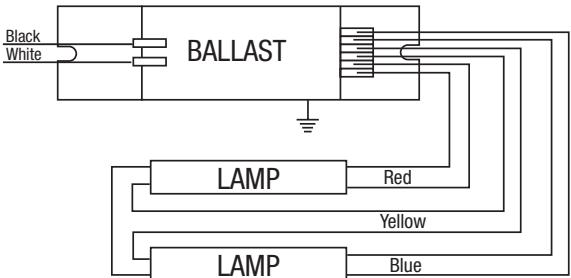 Black
White
BALLAST
LAMP
Red
Yellow
LAMP
Blue